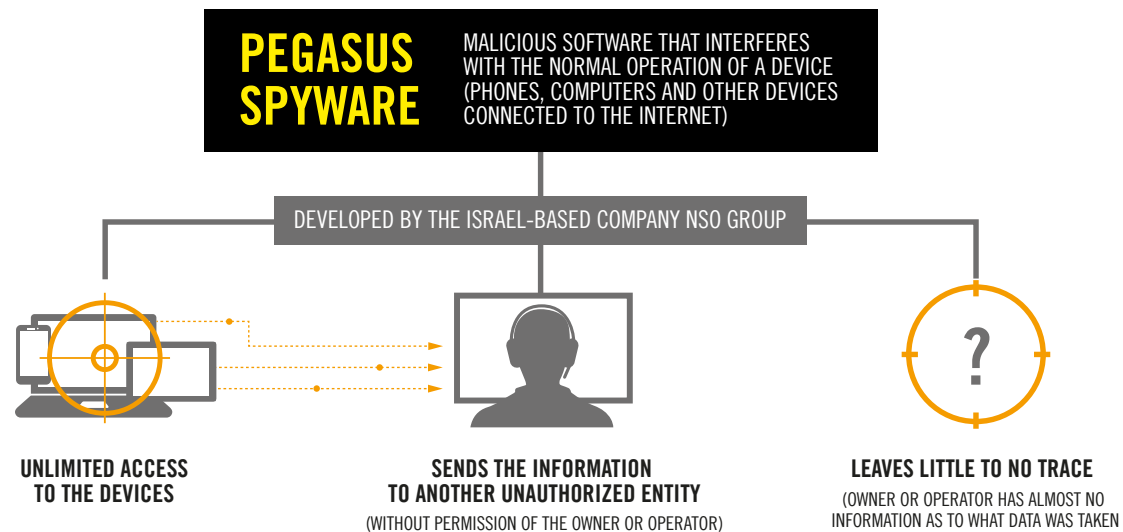 PEGASUS
SPYWARE
MALICIOUS SOFTWARE THAT INTERFERES
WITH THE NORMAL OPERATION OF A DEVICE
(PHONES, COMPUTERS AND OTHER DEVICES
CONNECTED TO THE INTERNET)
DEVELOPED BY THE ISRAEL-BASED COMPANY NSO GROUP
?
UNLIMITED ACCESS
TO THE DEVICES
SENDS THE INFORMATION
TO ANOTHER UNAUTHORIZED ENTITY
(WITHOUT PERMISSION OF THE OWNER OR OPERATOR)
LEAVES LITTLE TO NO TRACE
(OWNER OR OPERATOR HAS ALMOST NO
INFORMATION AS TO WHAT DATA WAS TAKEN